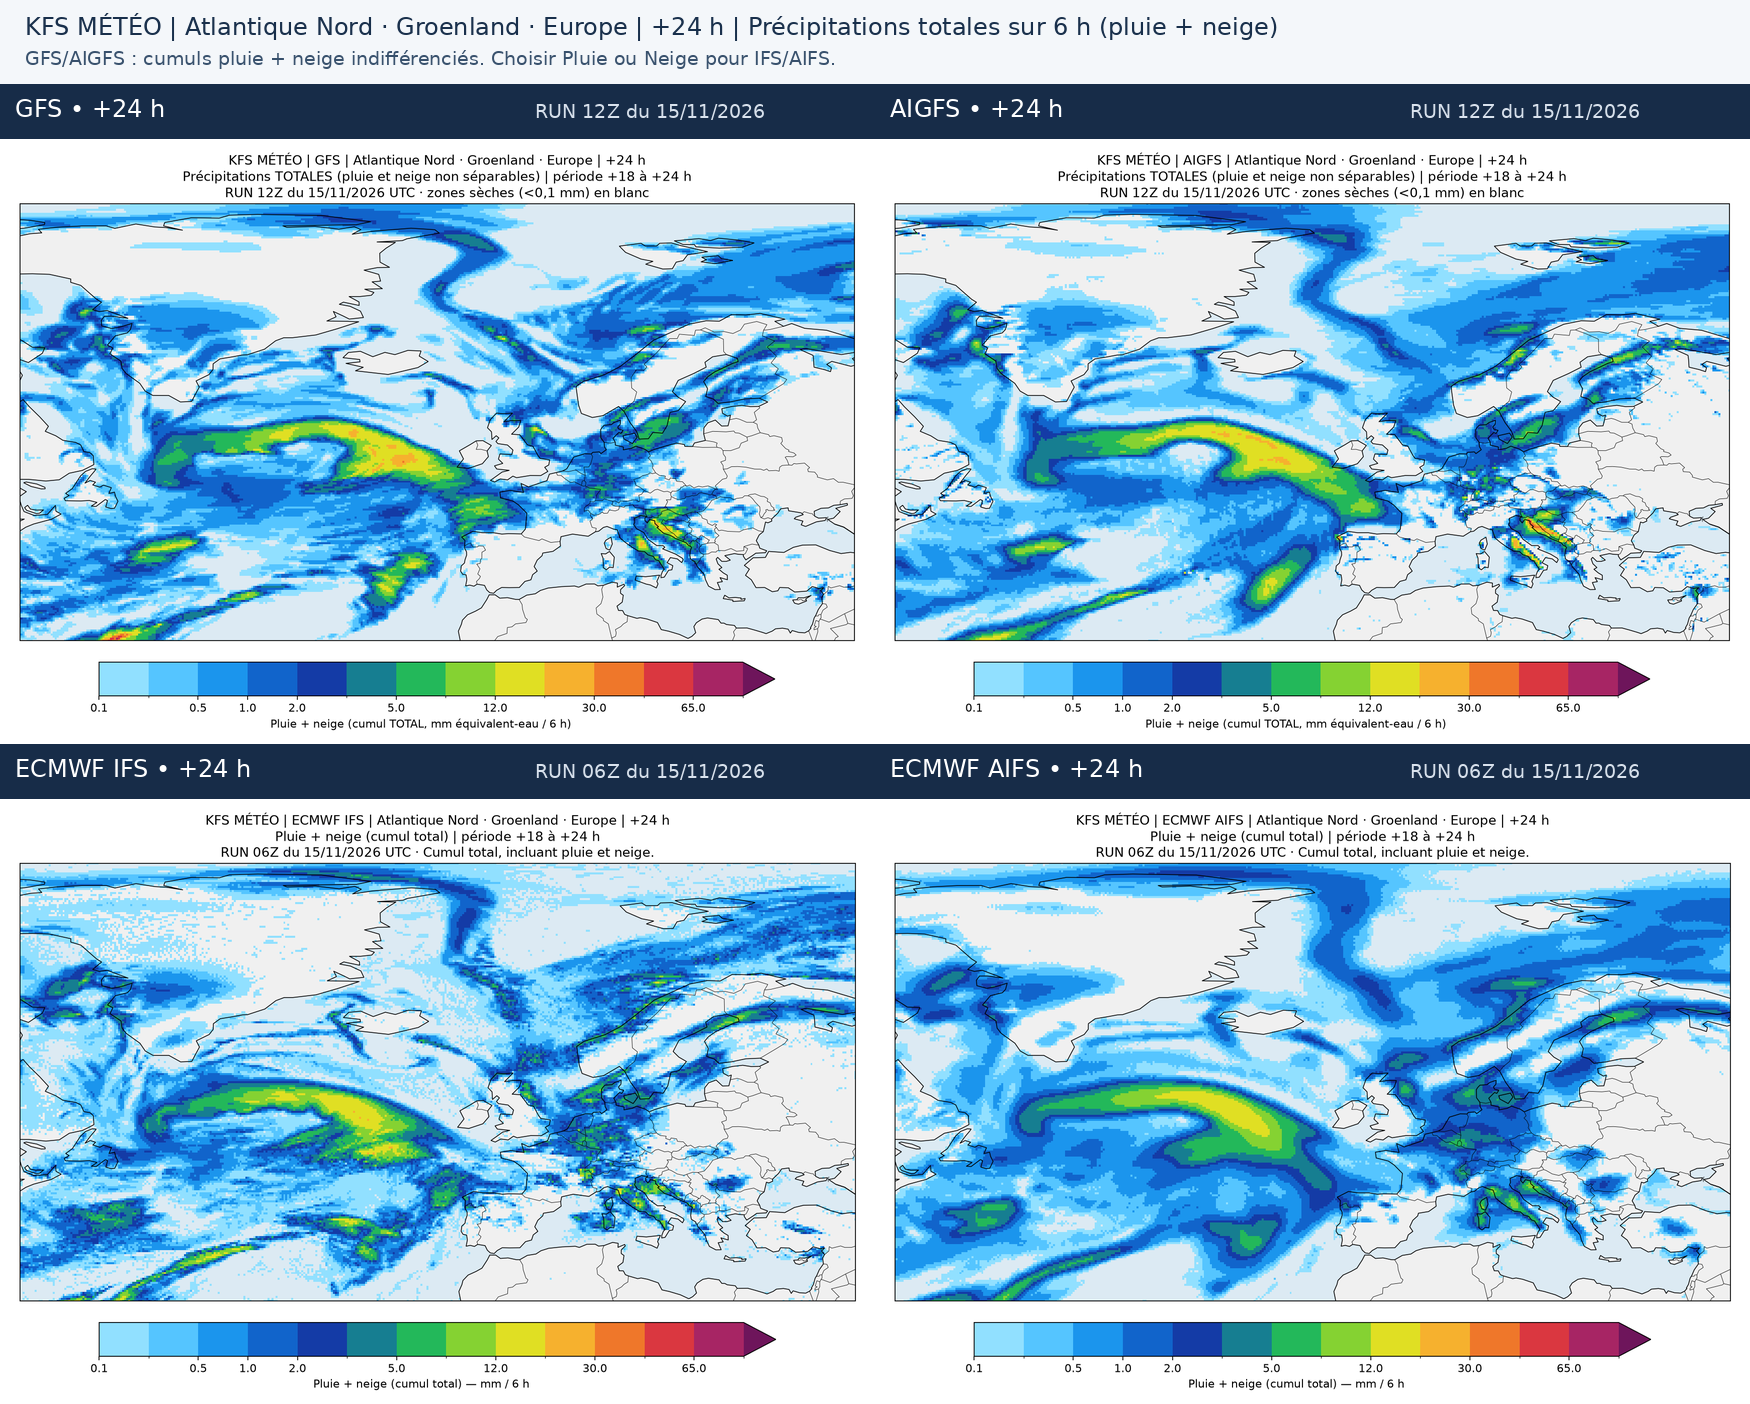 KFS MÉTÉO | Atlantique Nord · Groenland · Europe | +24 h | Précipitations totales sur 6 h (pluie + neige)
GFS/AIGFS : cumuls pluie + neige indifférenciés. Choisir Pluie ou Neige pour IFS/AIFS.
GFS • +24 h
RUN 12Z du 15/11/2026
AIGFS • +24 h
RUN 12Z du 15/11/2026
KFS MÉTÉO | GFS | Atlantique Nord · Groenland · Europe | +24 h
Précipitations TOTALES (pluie et neige non séparables) | période +18 à +24 h
RUN 12Z du 15/11/2026 UTC · zones sèches (<0,1 mm) en blanc
KFS MÉTÉO | AIGFS | Atlantique Nord · Groenland · Europe | +24 h
Précipitations TOTALES (pluie et neige non séparables) | période +18 à +24 h
RUN 12Z du 15/11/2026 UTC · zones sèches (<0,1 mm) en blanc
0.1 0.5 1.0 2.0 5.0 12.0 30.0 65.0
Pluie + neige (cumul TOTAL, mm équivalent-eau / 6 h)
0.1 0.5 1.0 2.0 5.0 12.0 30.0 65.0
Pluie + neige (cumul TOTAL, mm équivalent-eau / 6 h)
ECMWF IFS • +24 h
RUN 06Z du 15/11/2026
ECMWF AIFS • +24 h
RUN 06Z du 15/11/2026
KFS MÉTÉO | ECMWF IFS | Atlantique Nord · Groenland · Europe | +24 h
Pluie + neige (cumul total) | période +18 à +24 h
RUN 06Z du 15/11/2026 UTC · Cumul total, incluant pluie et neige.
KFS MÉTÉO | ECMWF AIFS | Atlantique Nord · Groenland · Europe | +24 h
Pluie + neige (cumul total) | période +18 à +24 h
RUN 06Z du 15/11/2026 UTC · Cumul total, incluant pluie et neige.
0.1 0.5 1.0 2.0 5.0 12.0 30.0 65.0
Pluie + neige (cumul total) — mm / 6 h
0.1 0.5 1.0 2.0 5.0 12.0 30.0 65.0
Pluie + neige (cumul total) — mm / 6 h